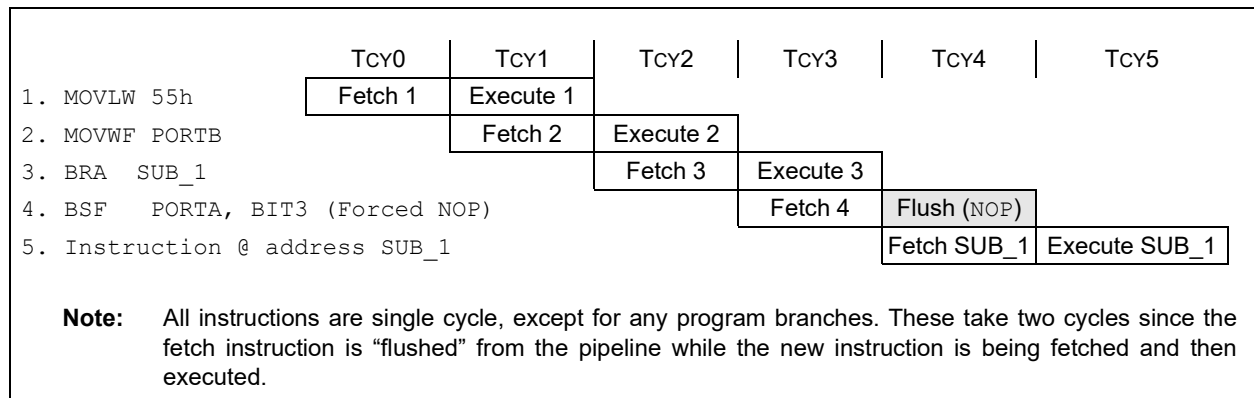 TCY0 TCY1 TCY2 TCY3 TCY4 TCY5
1. MOVLW 55h Fetch 1 Execute 1
2. MOVWF PORTB Fetch 2 Execute 2
3. BRA SUB_1 Fetch 3 Execute 3
4. BSF PORTA, BIT3 (Forced NOP) Fetch 4 Flush (NOP)
5. Instruction @ address SUB_1 Fetch SUB_1 Execute SUB_1
Note: All instructions are single cycle, except for any program branches. These take two cycles since the
fetch instruction is “flushed” from the pipeline while the new instruction is being fetched and then
executed.